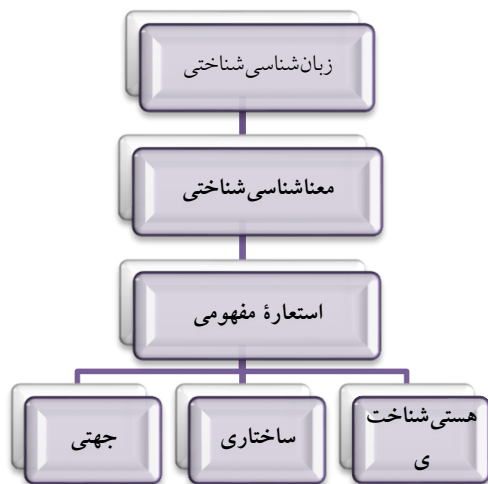 زبان‌شناسی‌شناختی
معناشناسی‌شناختی
استعارهٔ مفهومی
هستی‌شناخت
ی
ساختاری
جهتی